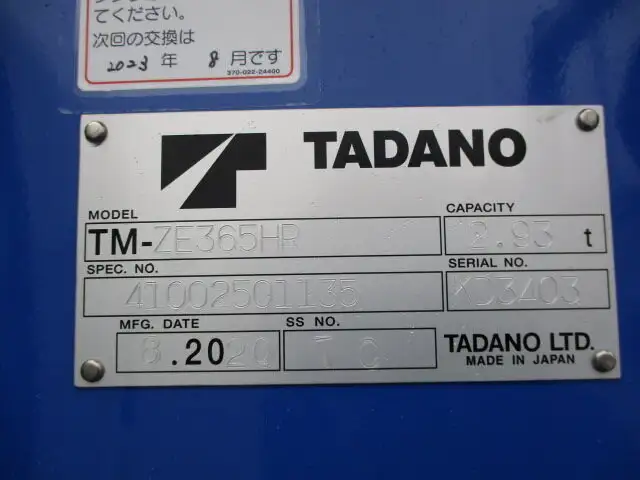 てください。
次回の交換は
2023 年 8 月です
370-022-24400
TADANO
MODEL
TM-ZE365HR
CAPACITY
2.93 t
SPEC. NO.
41002501135
SERIAL NO.
KD3403
MFG. DATE
8.2020
SS NO.
TADANO LTD.
MADE IN JAPAN